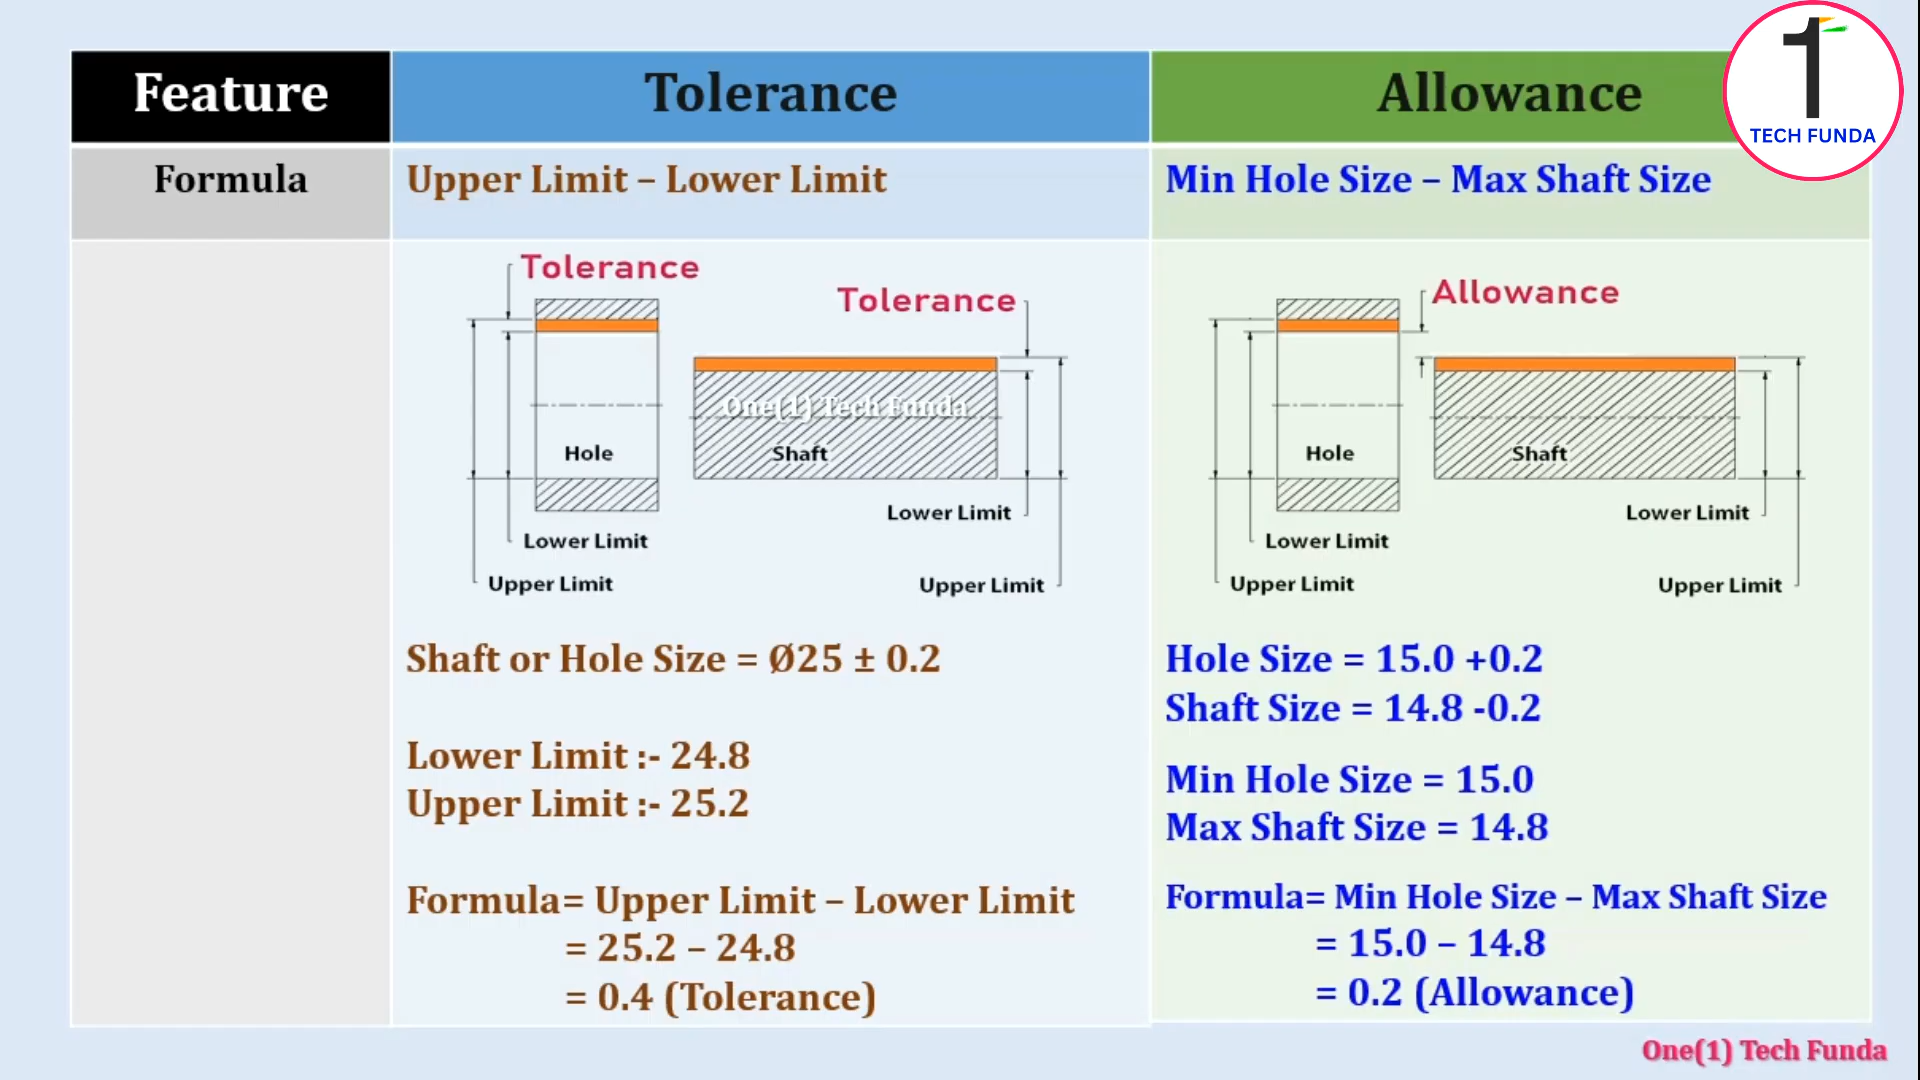 Feature
Tolerance
Allowance
1
TECH FUNDA
Formula
Upper Limit – Lower Limit
Min Hole Size – Max Shaft Size
Tolerance
Tolerance
One(1) Tech Funda
Hole
Shaft
Lower Limit
Lower Limit
Upper Limit
Upper Limit
Shaft or Hole Size = Ø25 ± 0.2
Lower Limit :- 24.8
Upper Limit :- 25.2
Formula= Upper Limit – Lower Limit
= 25.2 – 24.8
= 0.4 (Tolerance)
Allowance
Hole
Shaft
Lower Limit
Lower Limit
Upper Limit
Upper Limit
Hole Size = 15.0 +0.2
Shaft Size = 14.8 -0.2
Min Hole Size = 15.0
Max Shaft Size = 14.8
Formula= Min Hole Size – Max Shaft Size
= 15.0 – 14.8
= 0.2 (Allowance)
One(1) Tech Funda